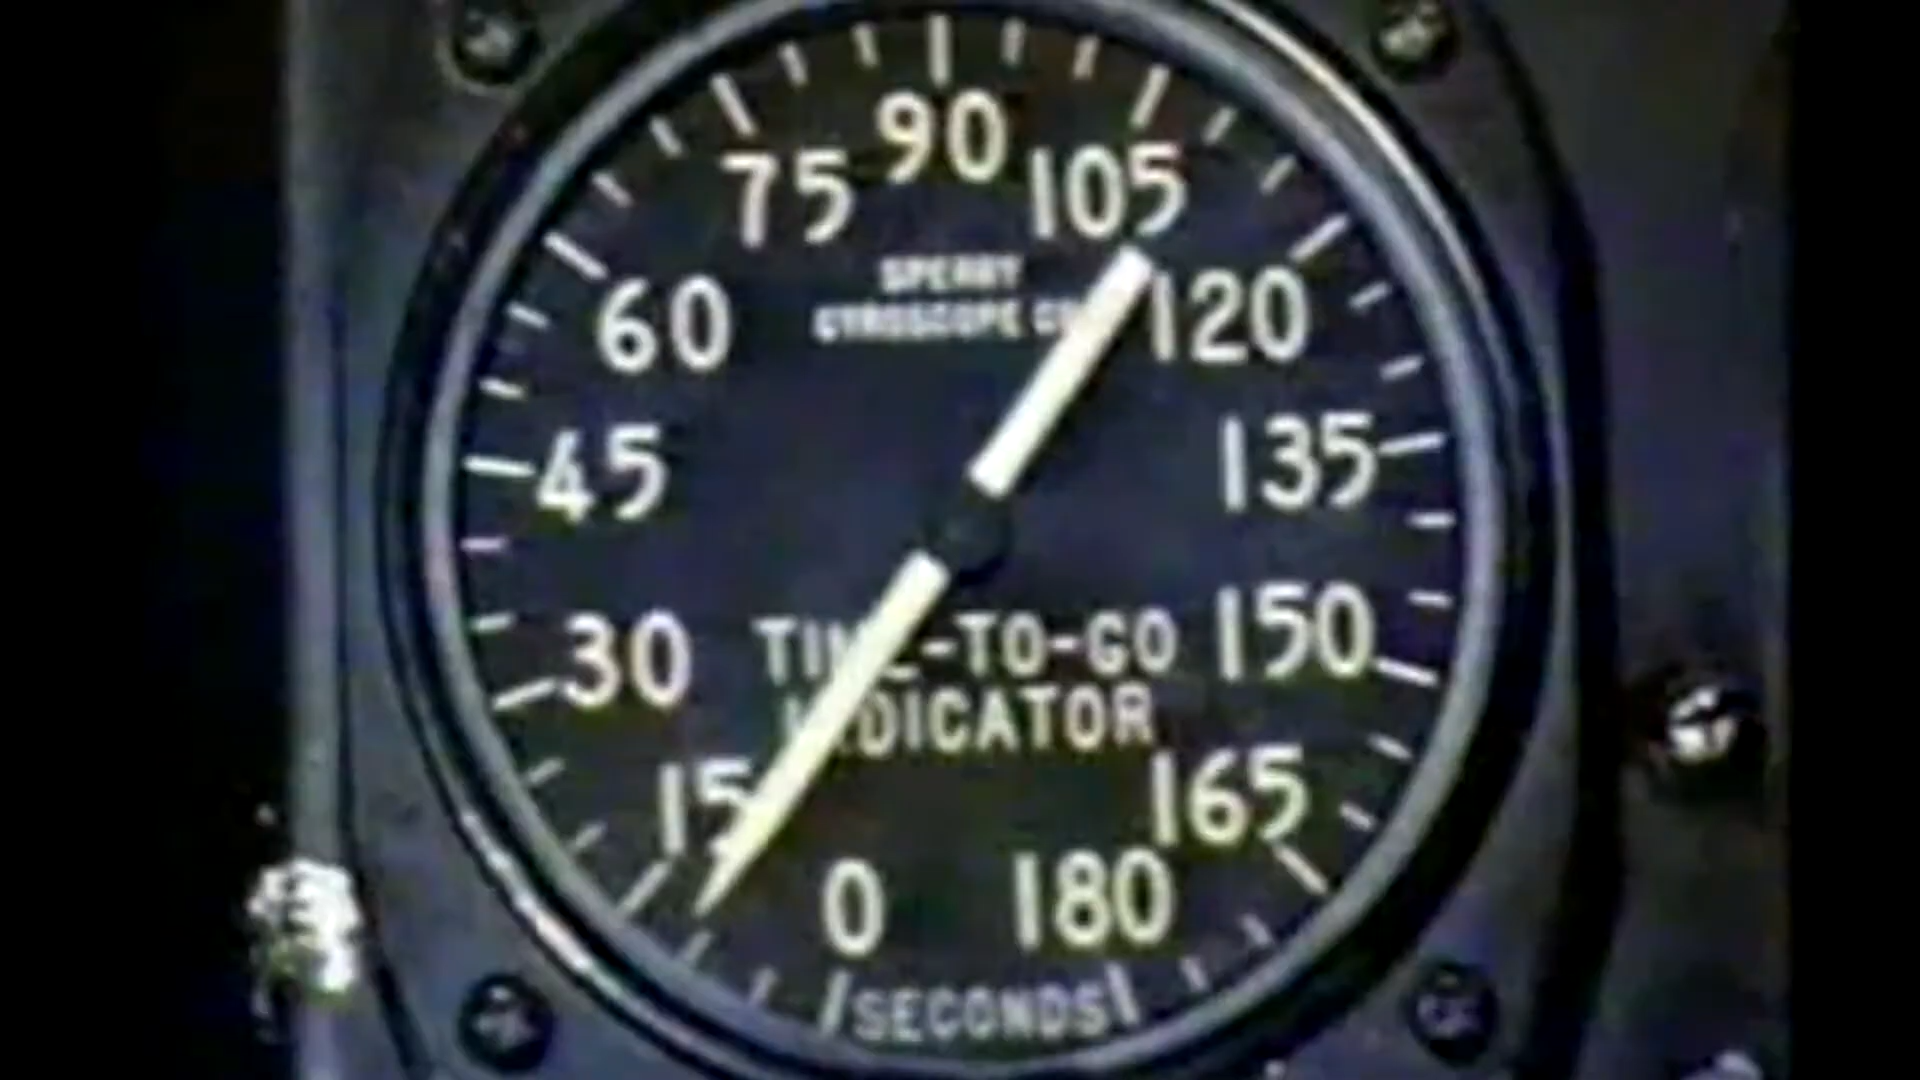 90
75 105
SPERRY
GYROSCOPE CO
60 120
45 135
30 TIME-TO-GO 150
INDICATOR
15 165
0 180
SECONDS